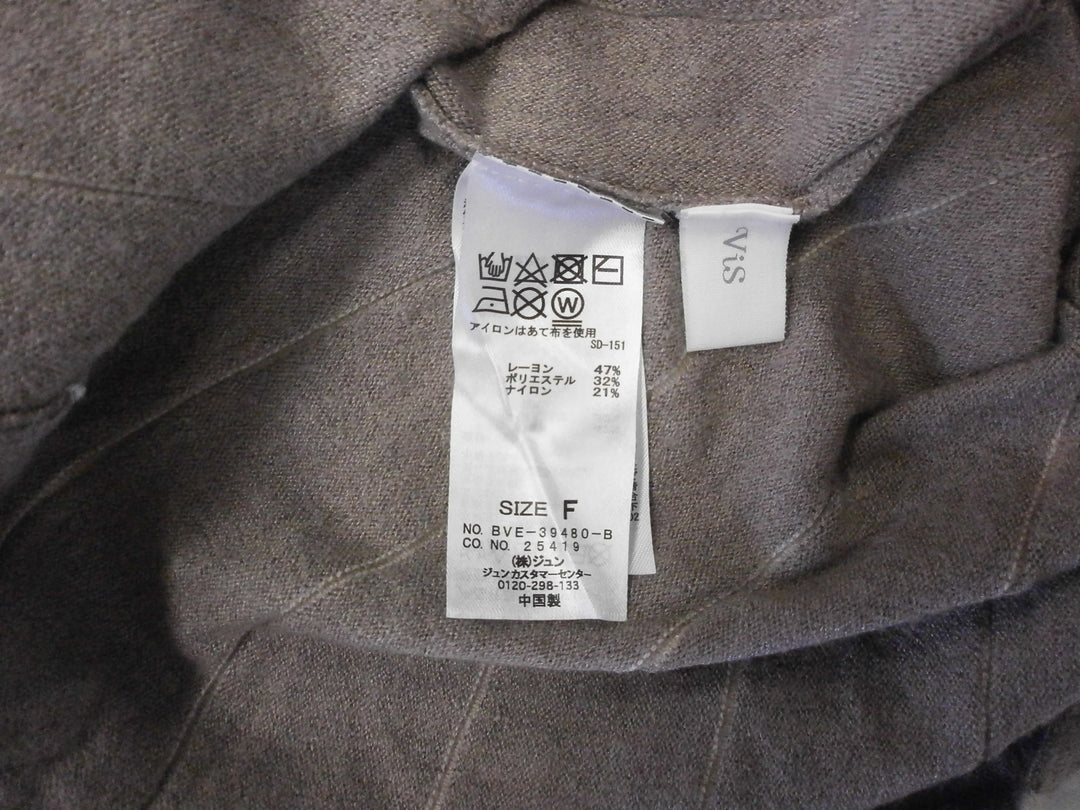 ViS
W
アイロンはあて布を使用
SD-151
レーヨン 47%
ポリエステル 32%
ナイロン 21%
SIZE F
NO. BVE-39480-B
CO. NO. 25419
(株)ジュン
ジュンカスタマーセンター
0120-298-133
中国製